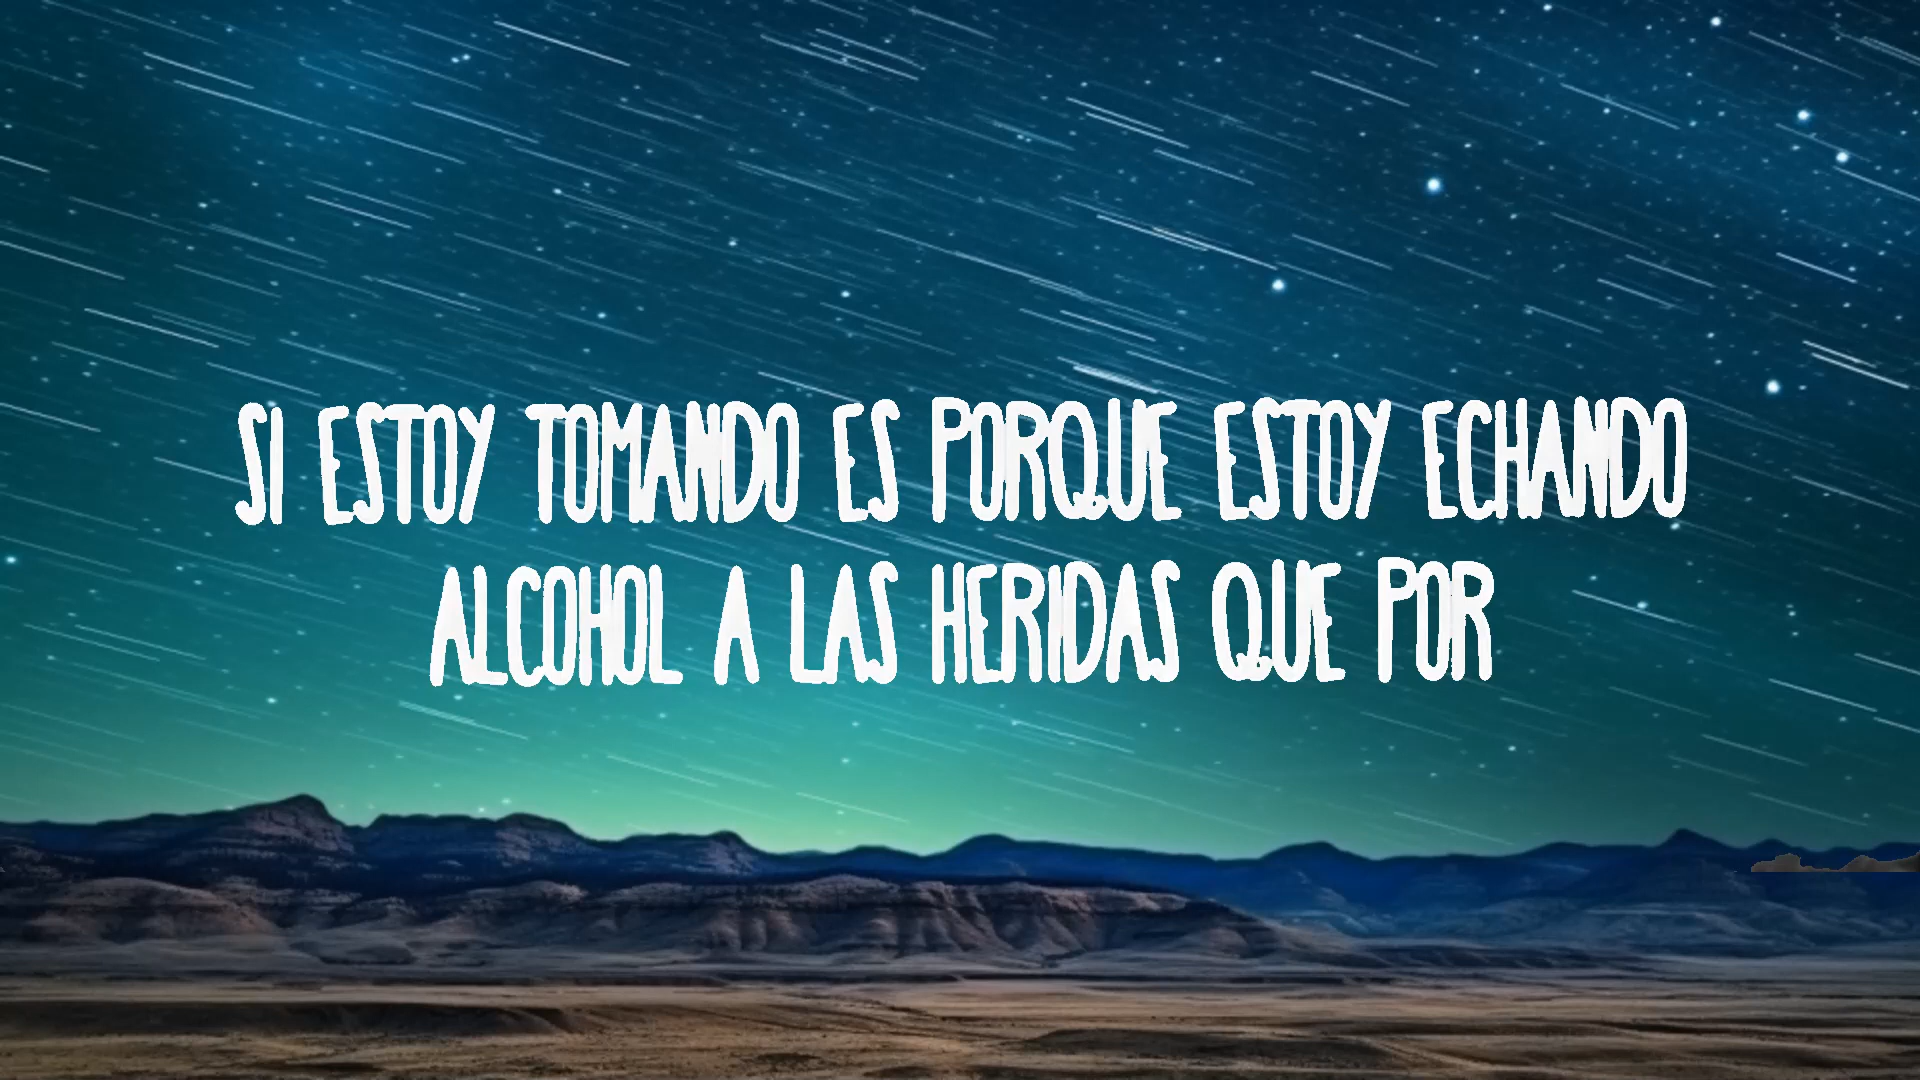 SI ESTOY TOMANDO ES PORQUE ESTOY ECHANDO
ALCOHOL A LAS HERIDAS QUE POR